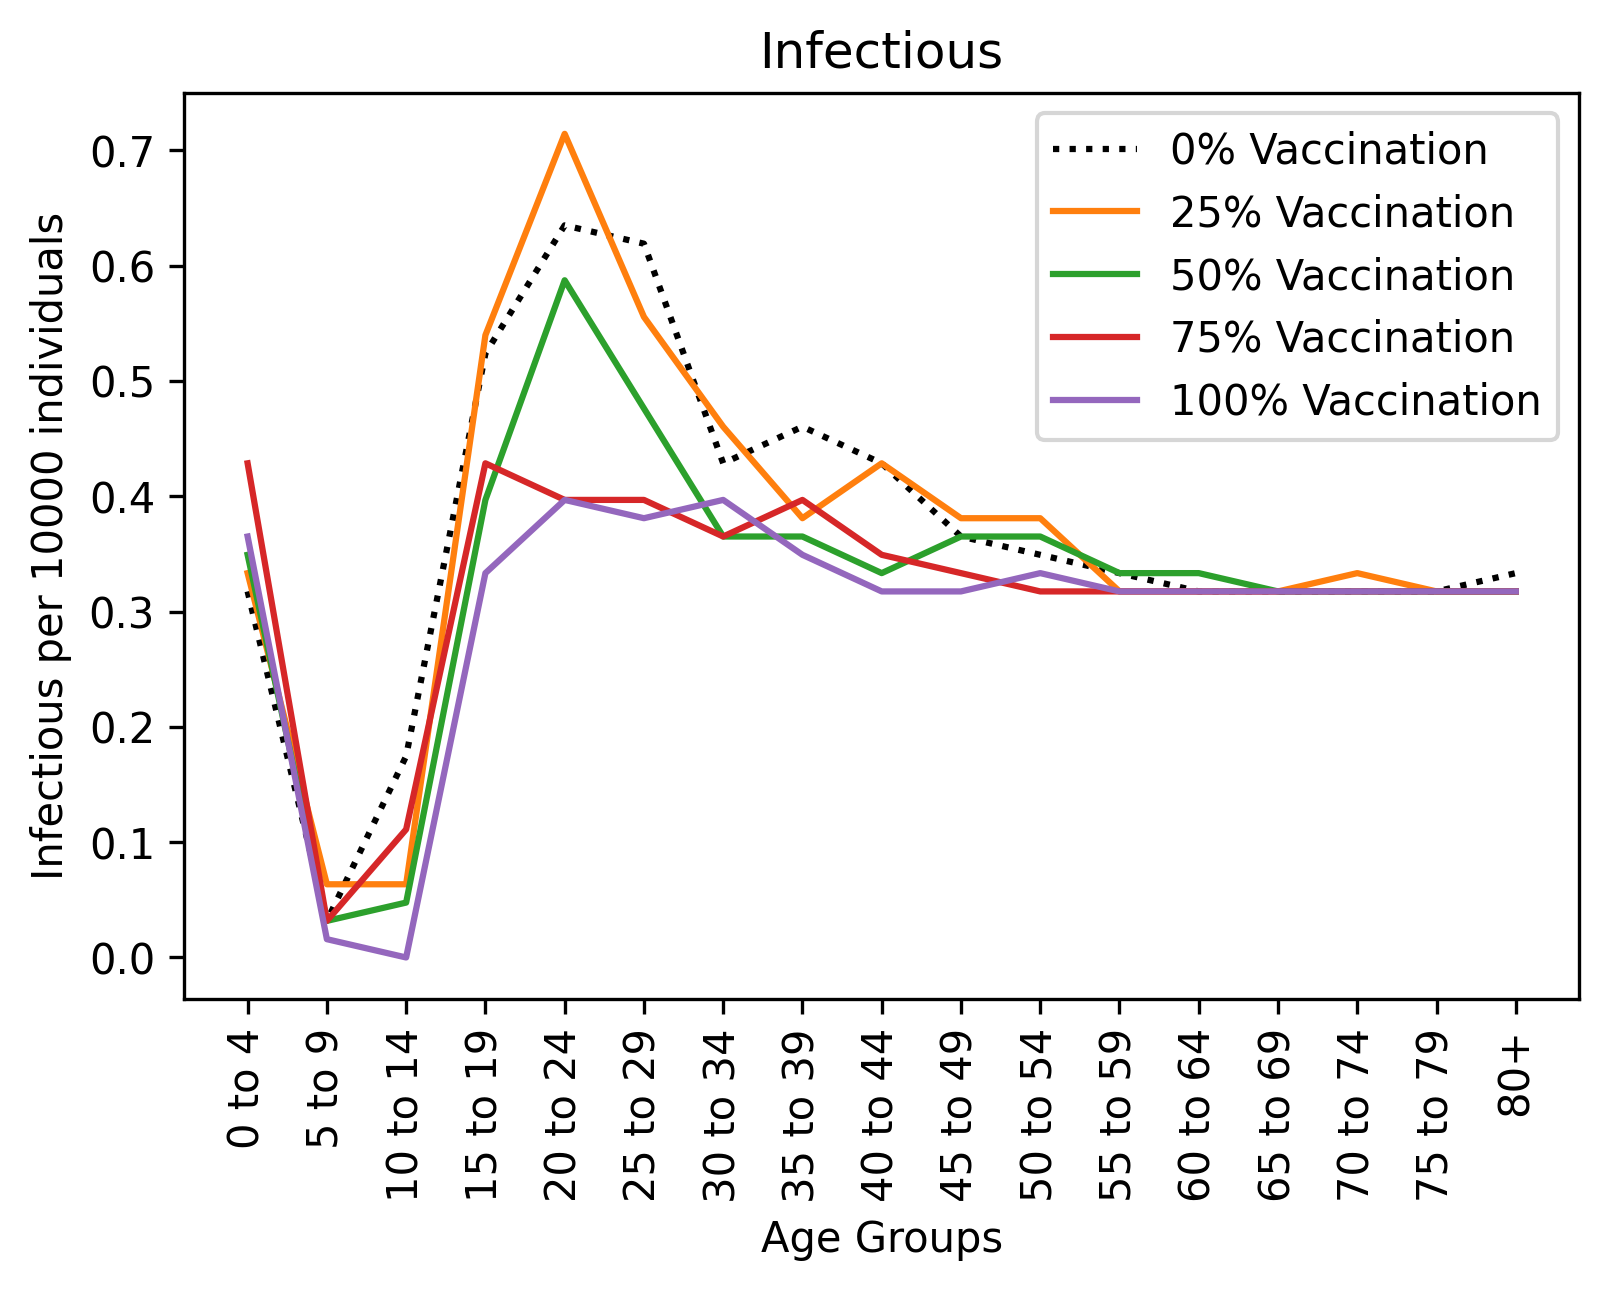 Infectious
0% Vaccination
25% Vaccination
50% Vaccination
75% Vaccination
100% Vaccination
Infectious per 100000 individuals
0.7
0.6
0.5
0.4
0.3
0.2
0.1
0.0
0 to 4
5 to 9
10 to 14
15 to 19
20 to 24
25 to 29
30 to 34
35 to 39
40 to 44
45 to 49
50 to 54
55 to 59
60 to 64
65 to 69
70 to 74
75 to 79
80+
Age Groups